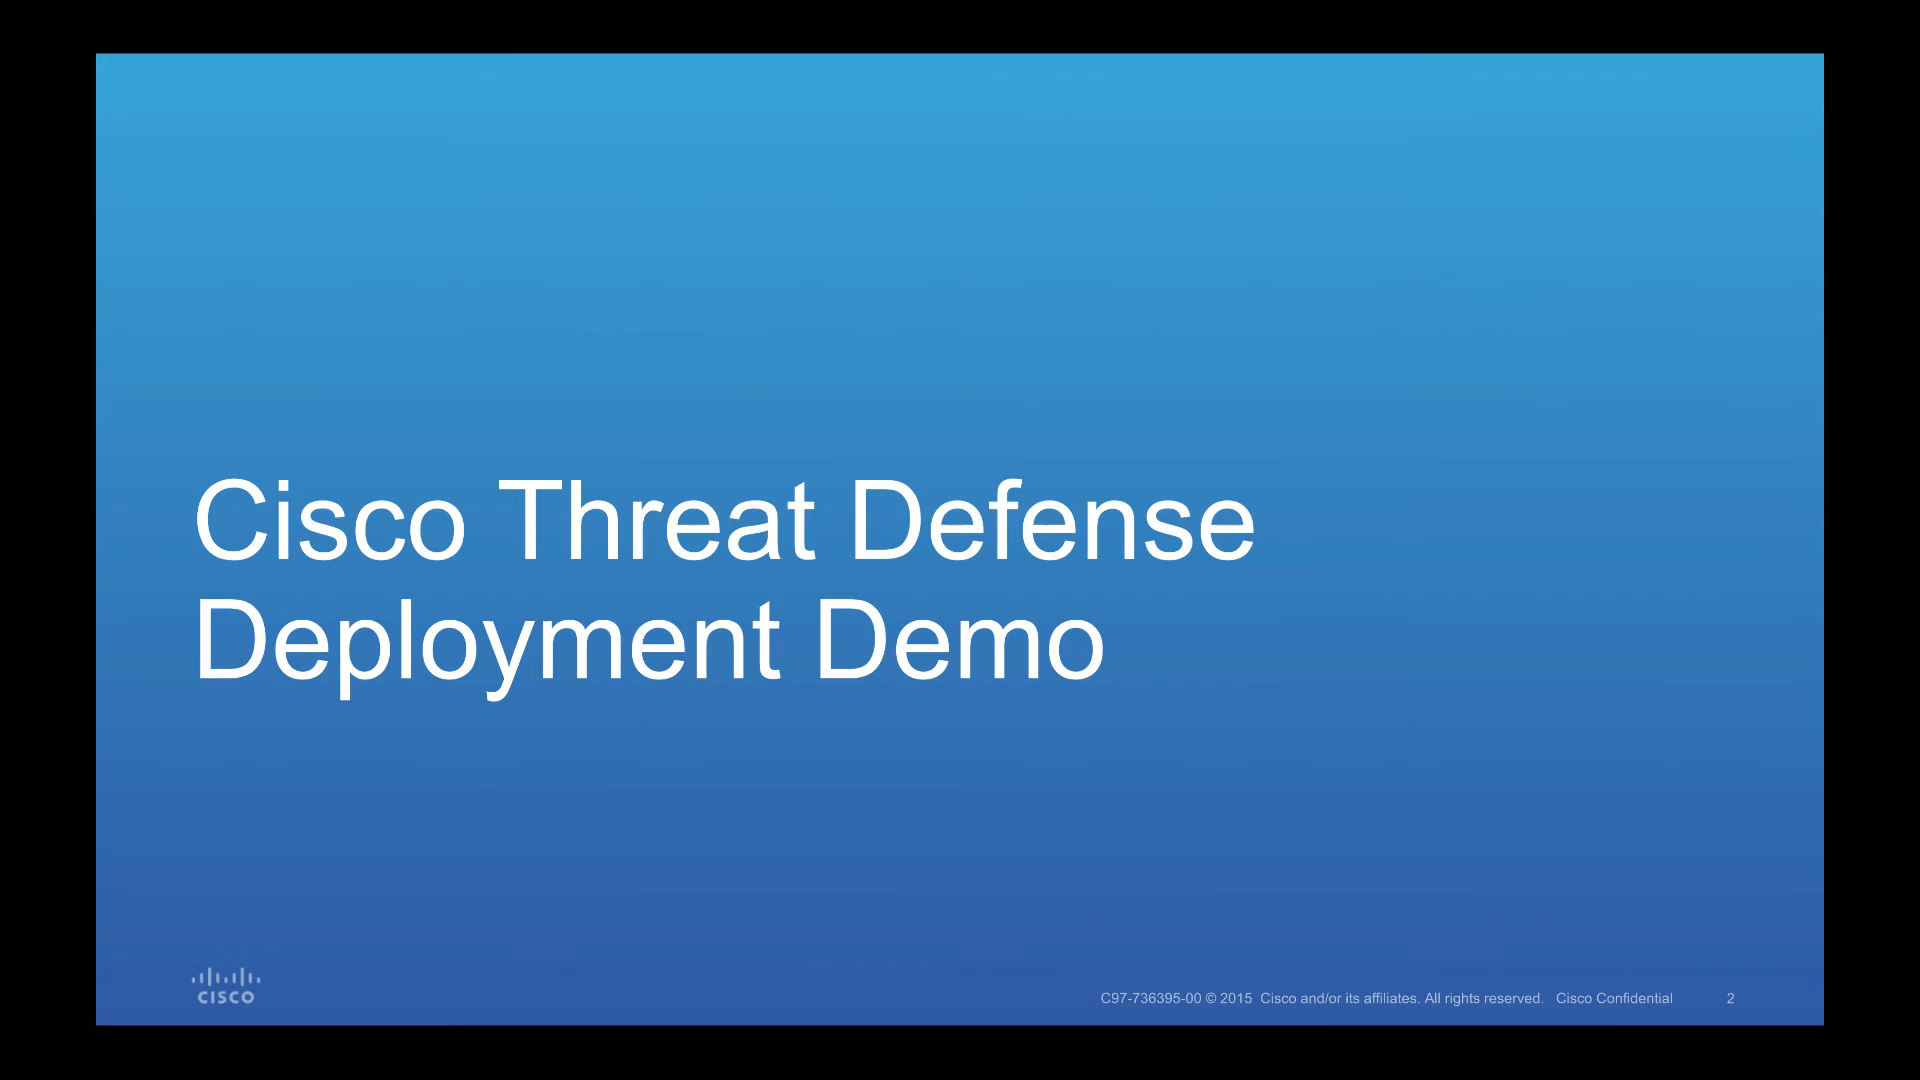 Cisco Threat Defense
Deployment Demo
CISCO
C97-736395-00 © 2015  Cisco and/or its affiliates. All rights reserved.   Cisco Confidential   2